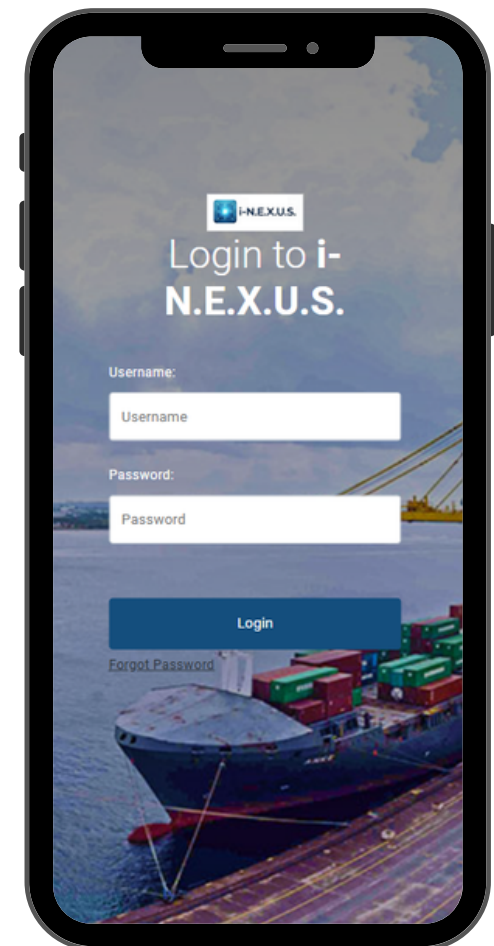 i-N.E.X.U.S.
Login to i-
N.E.X.U.S.
Username:
Username
Password:
Password
Login
Forgot Password